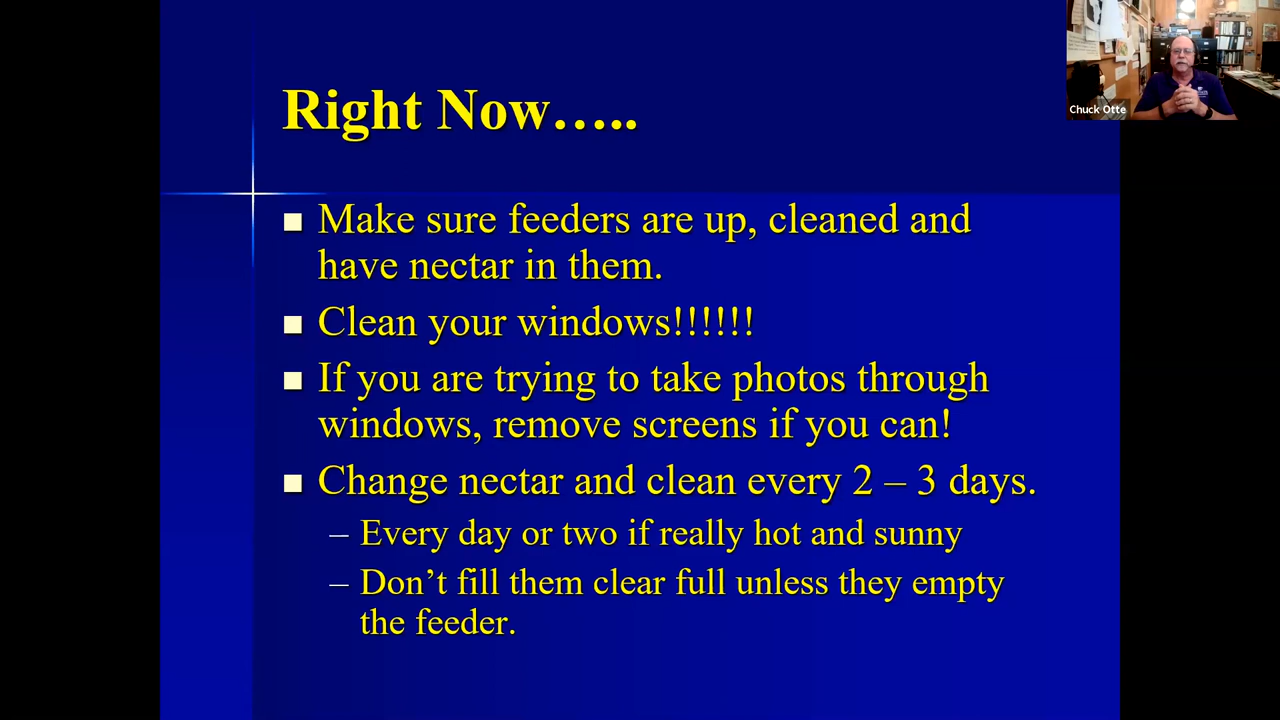 Right Now…..
Chuck Otte
■ Make sure feeders are up, cleaned and
have nectar in them.
■ Clean your windows!!!!!!
■ If you are trying to take photos through
windows, remove screens if you can!
■ Change nectar and clean every 2 – 3 days.
– Every day or two if really hot and sunny
– Don’t fill them clear full unless they empty
the feeder.